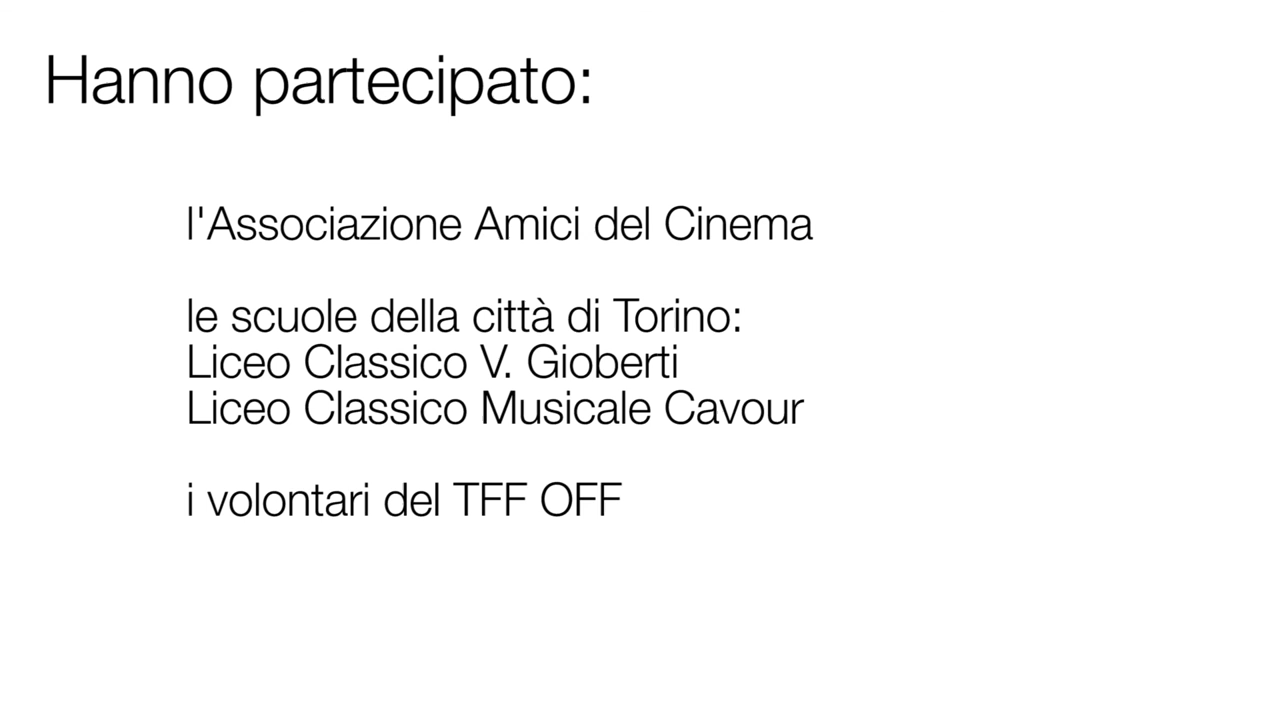 Hanno partecipato:
l'Associazione Amici del Cinema
le scuole della città di Torino:
Liceo Classico V. Gioberti
Liceo Classico Musicale Cavour
i volontari del TFF OFF